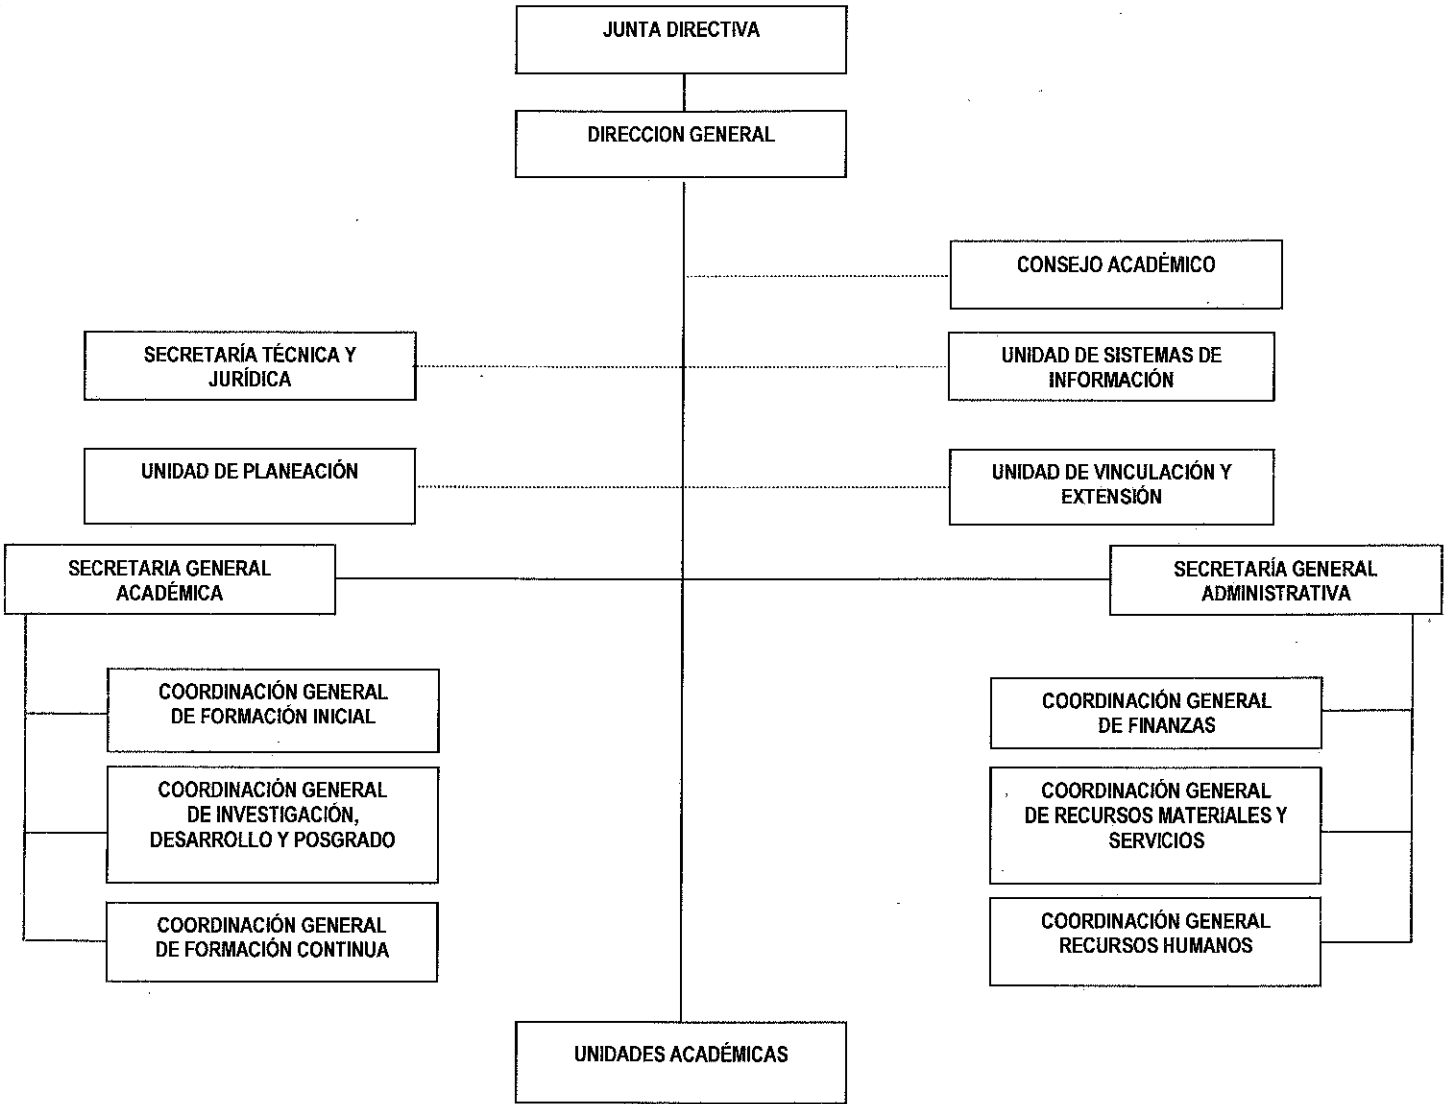 JUNTA DIRECTIVA
DIRECCION GENERAL
CONSEJO ACADÉMICO
SECRETARÍA TÉCNICA Y
JURÍDICA
UNIDAD DE SISTEMAS DE
INFORMACIÓN
UNIDAD DE PLANEACIÓN
UNIDAD DE VINCULACIÓN Y
EXTENSIÓN
SECRETARIA GENERAL
ACADÉMICA
SECRETARÍA GENERAL
ADMINISTRATIVA
COORDINACIÓN GENERAL
DE FORMACIÓN INICIAL
COORDINACIÓN GENERAL
DE INVESTIGACIÓN,
DESARROLLO Y POSGRADO
COORDINACIÓN GENERAL
DE FORMACIÓN CONTINUA
COORDINACIÓN GENERAL
DE FINANZAS
COORDINACIÓN GENERAL
DE RECURSOS MATERIALES Y
SERVICIOS
COORDINACIÓN GENERAL
RECURSOS HUMANOS
UNIDADES ACADÉMICAS